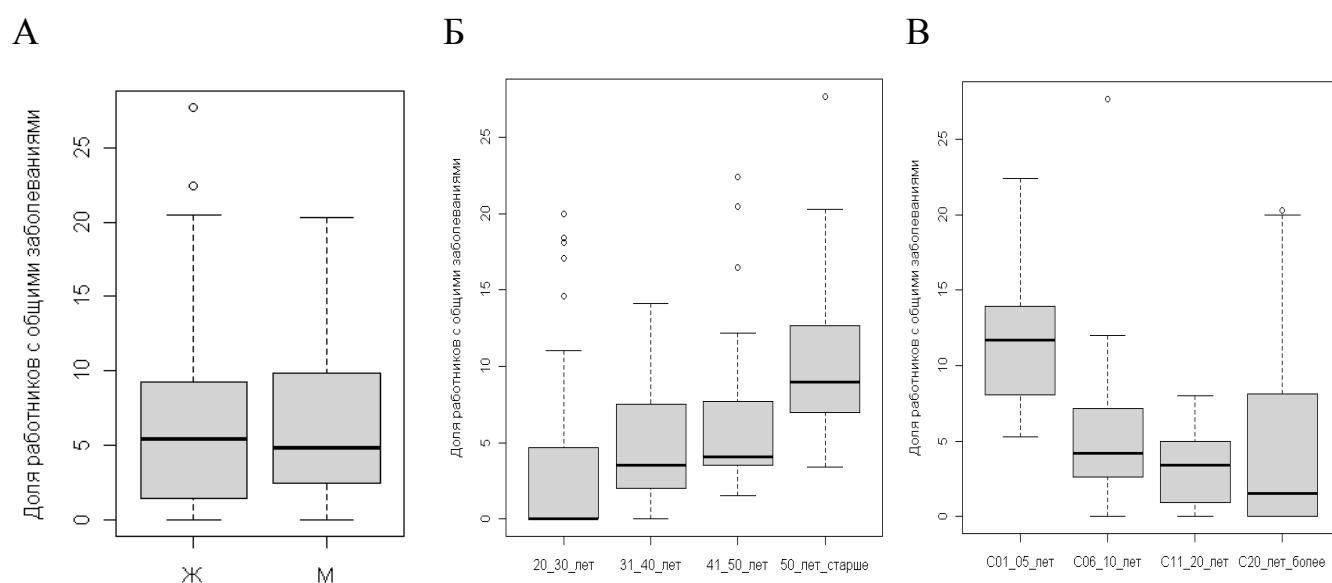 А
Б
В
Доля работников с общими заболеваниями
25
20
15
10
5
0
Ж
М
Доля работников с общими заболеваниями
25
20
15
10
5
0
20_30_лет
31_40_лет
41_50_лет
50_лет_старше
Доля работников с общими заболеваниями
25
20
15
10
5
0
С01_05_лет
С06_10_лет
С11_20_лет
С20_лет_более